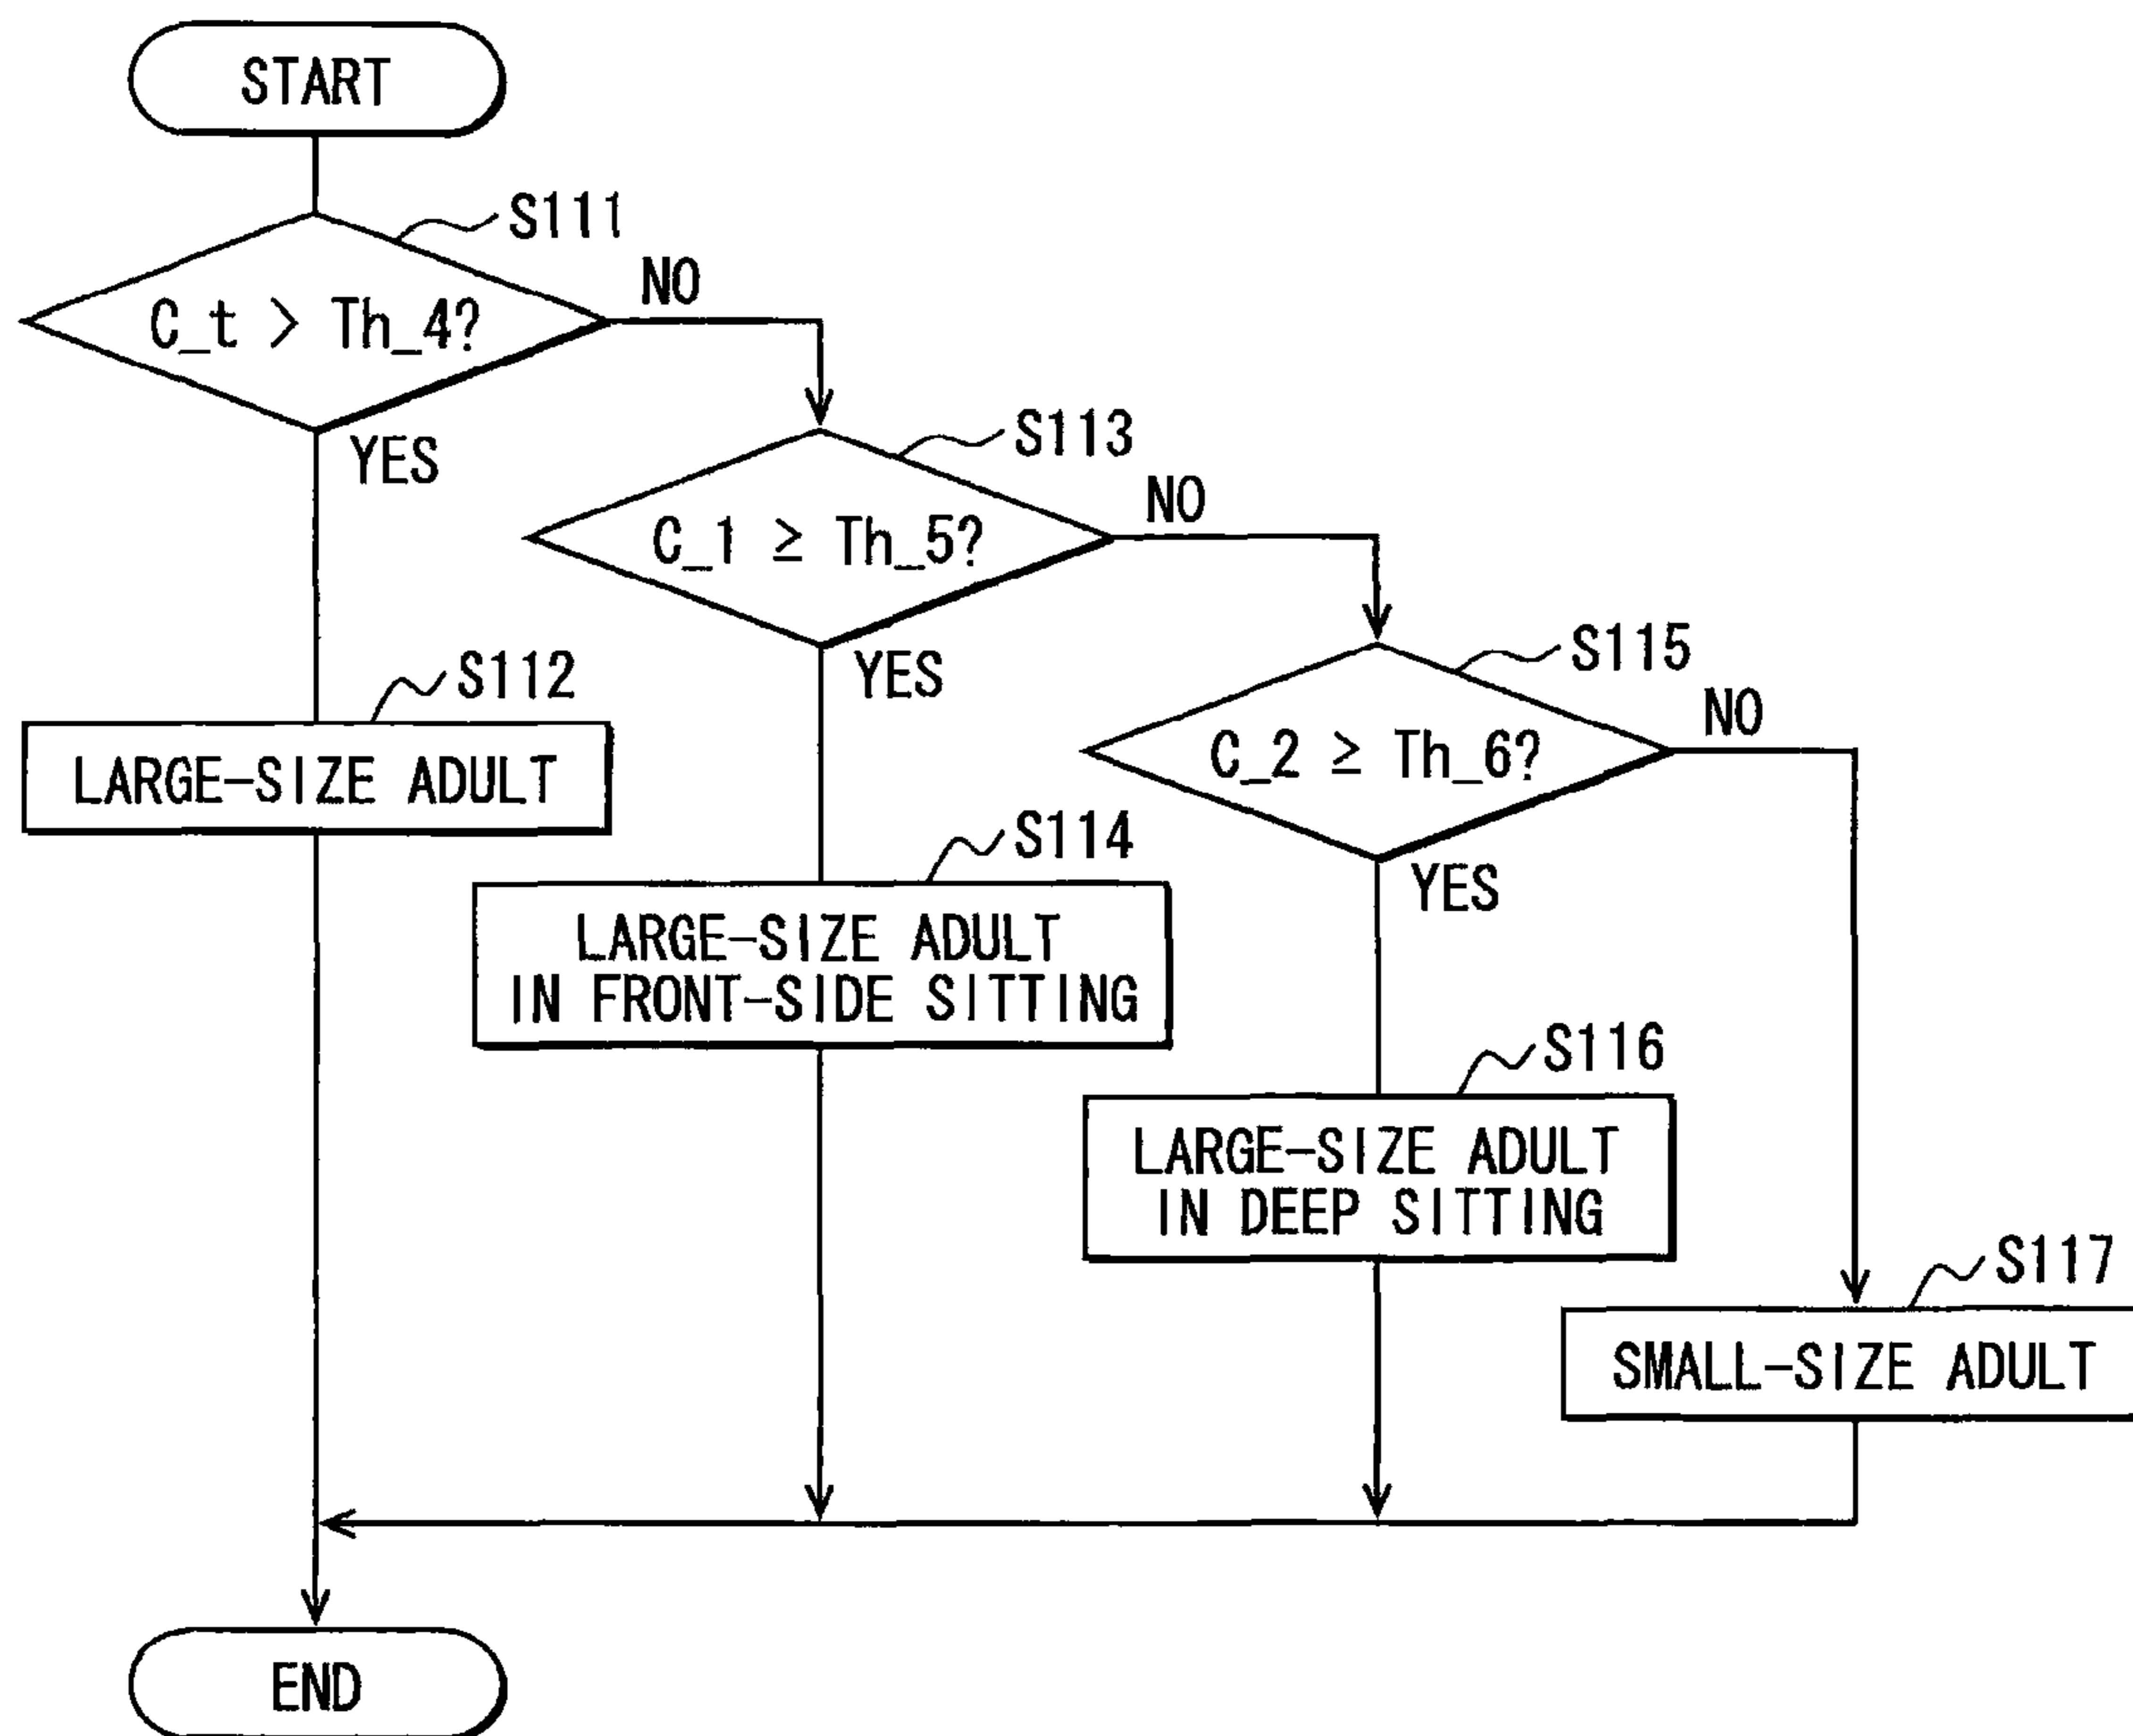 START
S111
C_t > Th_4?
NO
YES
S113
C_1 ≥ Th_5?
NO
YES
S115
C_2 ≥ Th_6?
NO
YES
S112
LARGE-SIZE ADULT
S114
LARGE-SIZE ADULT
IN FRONT-SIDE SITTING
S116
LARGE-SIZE ADULT
IN DEEP SITTING
S117
SMALL-SIZE ADULT
END